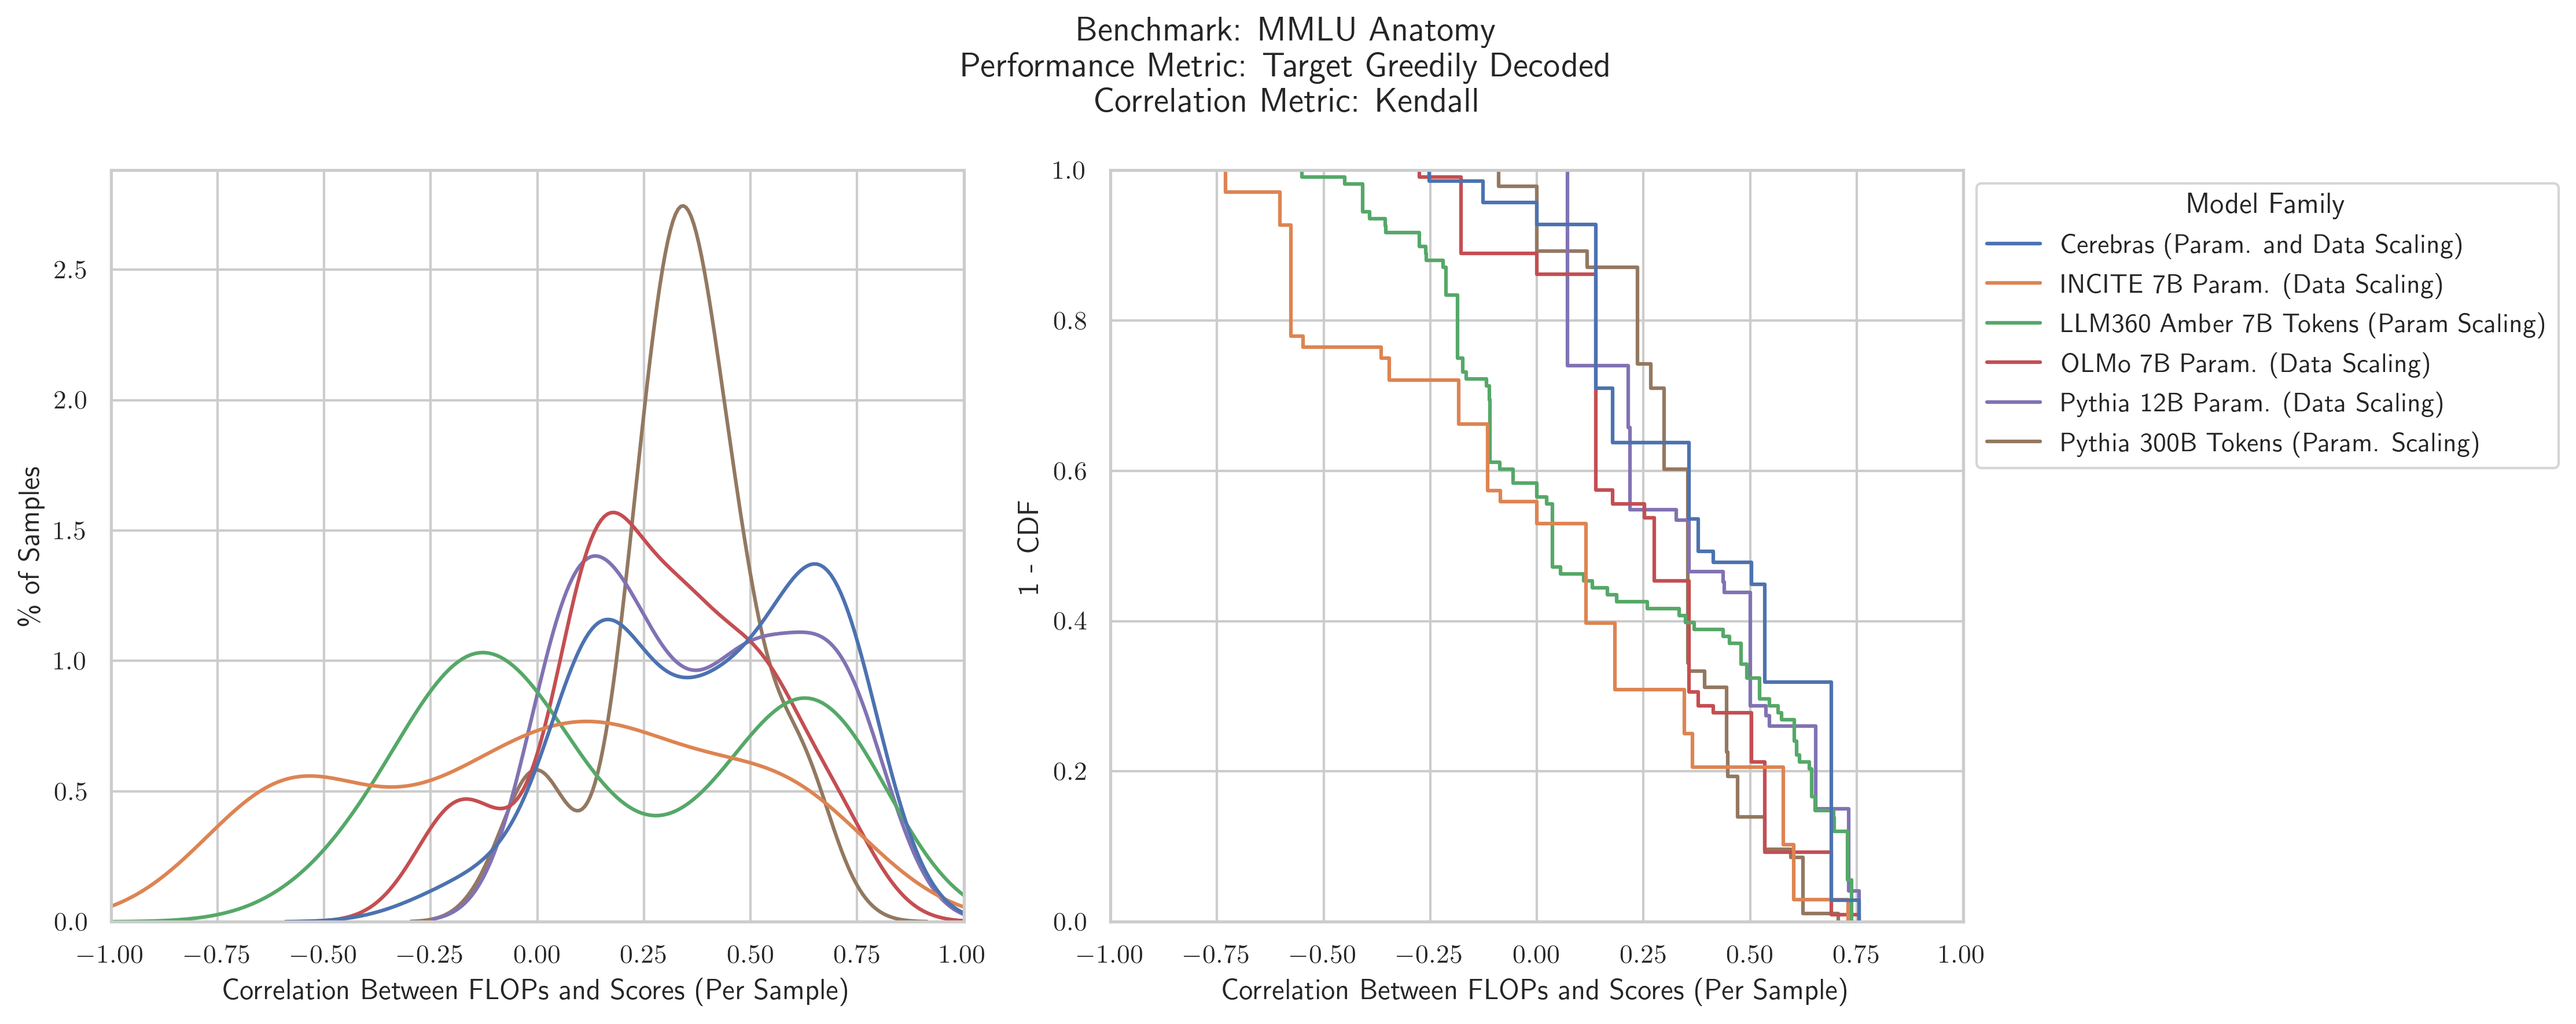 Benchmark: MMLU Anatomy
Performance Metric: Target Greedily Decoded
Correlation Metric: Kendall
% of Samples
2.5
2.0
1.5
1.0
0.5
0.0
−1.00 −0.75 −0.50 −0.25 0.00 0.25 0.50 0.75 1.00
Correlation Between FLOPs and Scores (Per Sample)
1 - CDF
1.0
0.8
0.6
0.4
0.2
0.0
−1.00 −0.75 −0.50 −0.25 0.00 0.25 0.50 0.75 1.00
Correlation Between FLOPs and Scores (Per Sample)
Model Family
Cerebras (Param. and Data Scaling)
INCITE 7B Param. (Data Scaling)
LLM360 Amber 7B Tokens (Param Scaling)
OLMo 7B Param. (Data Scaling)
Pythia 12B Param. (Data Scaling)
Pythia 300B Tokens (Param. Scaling)